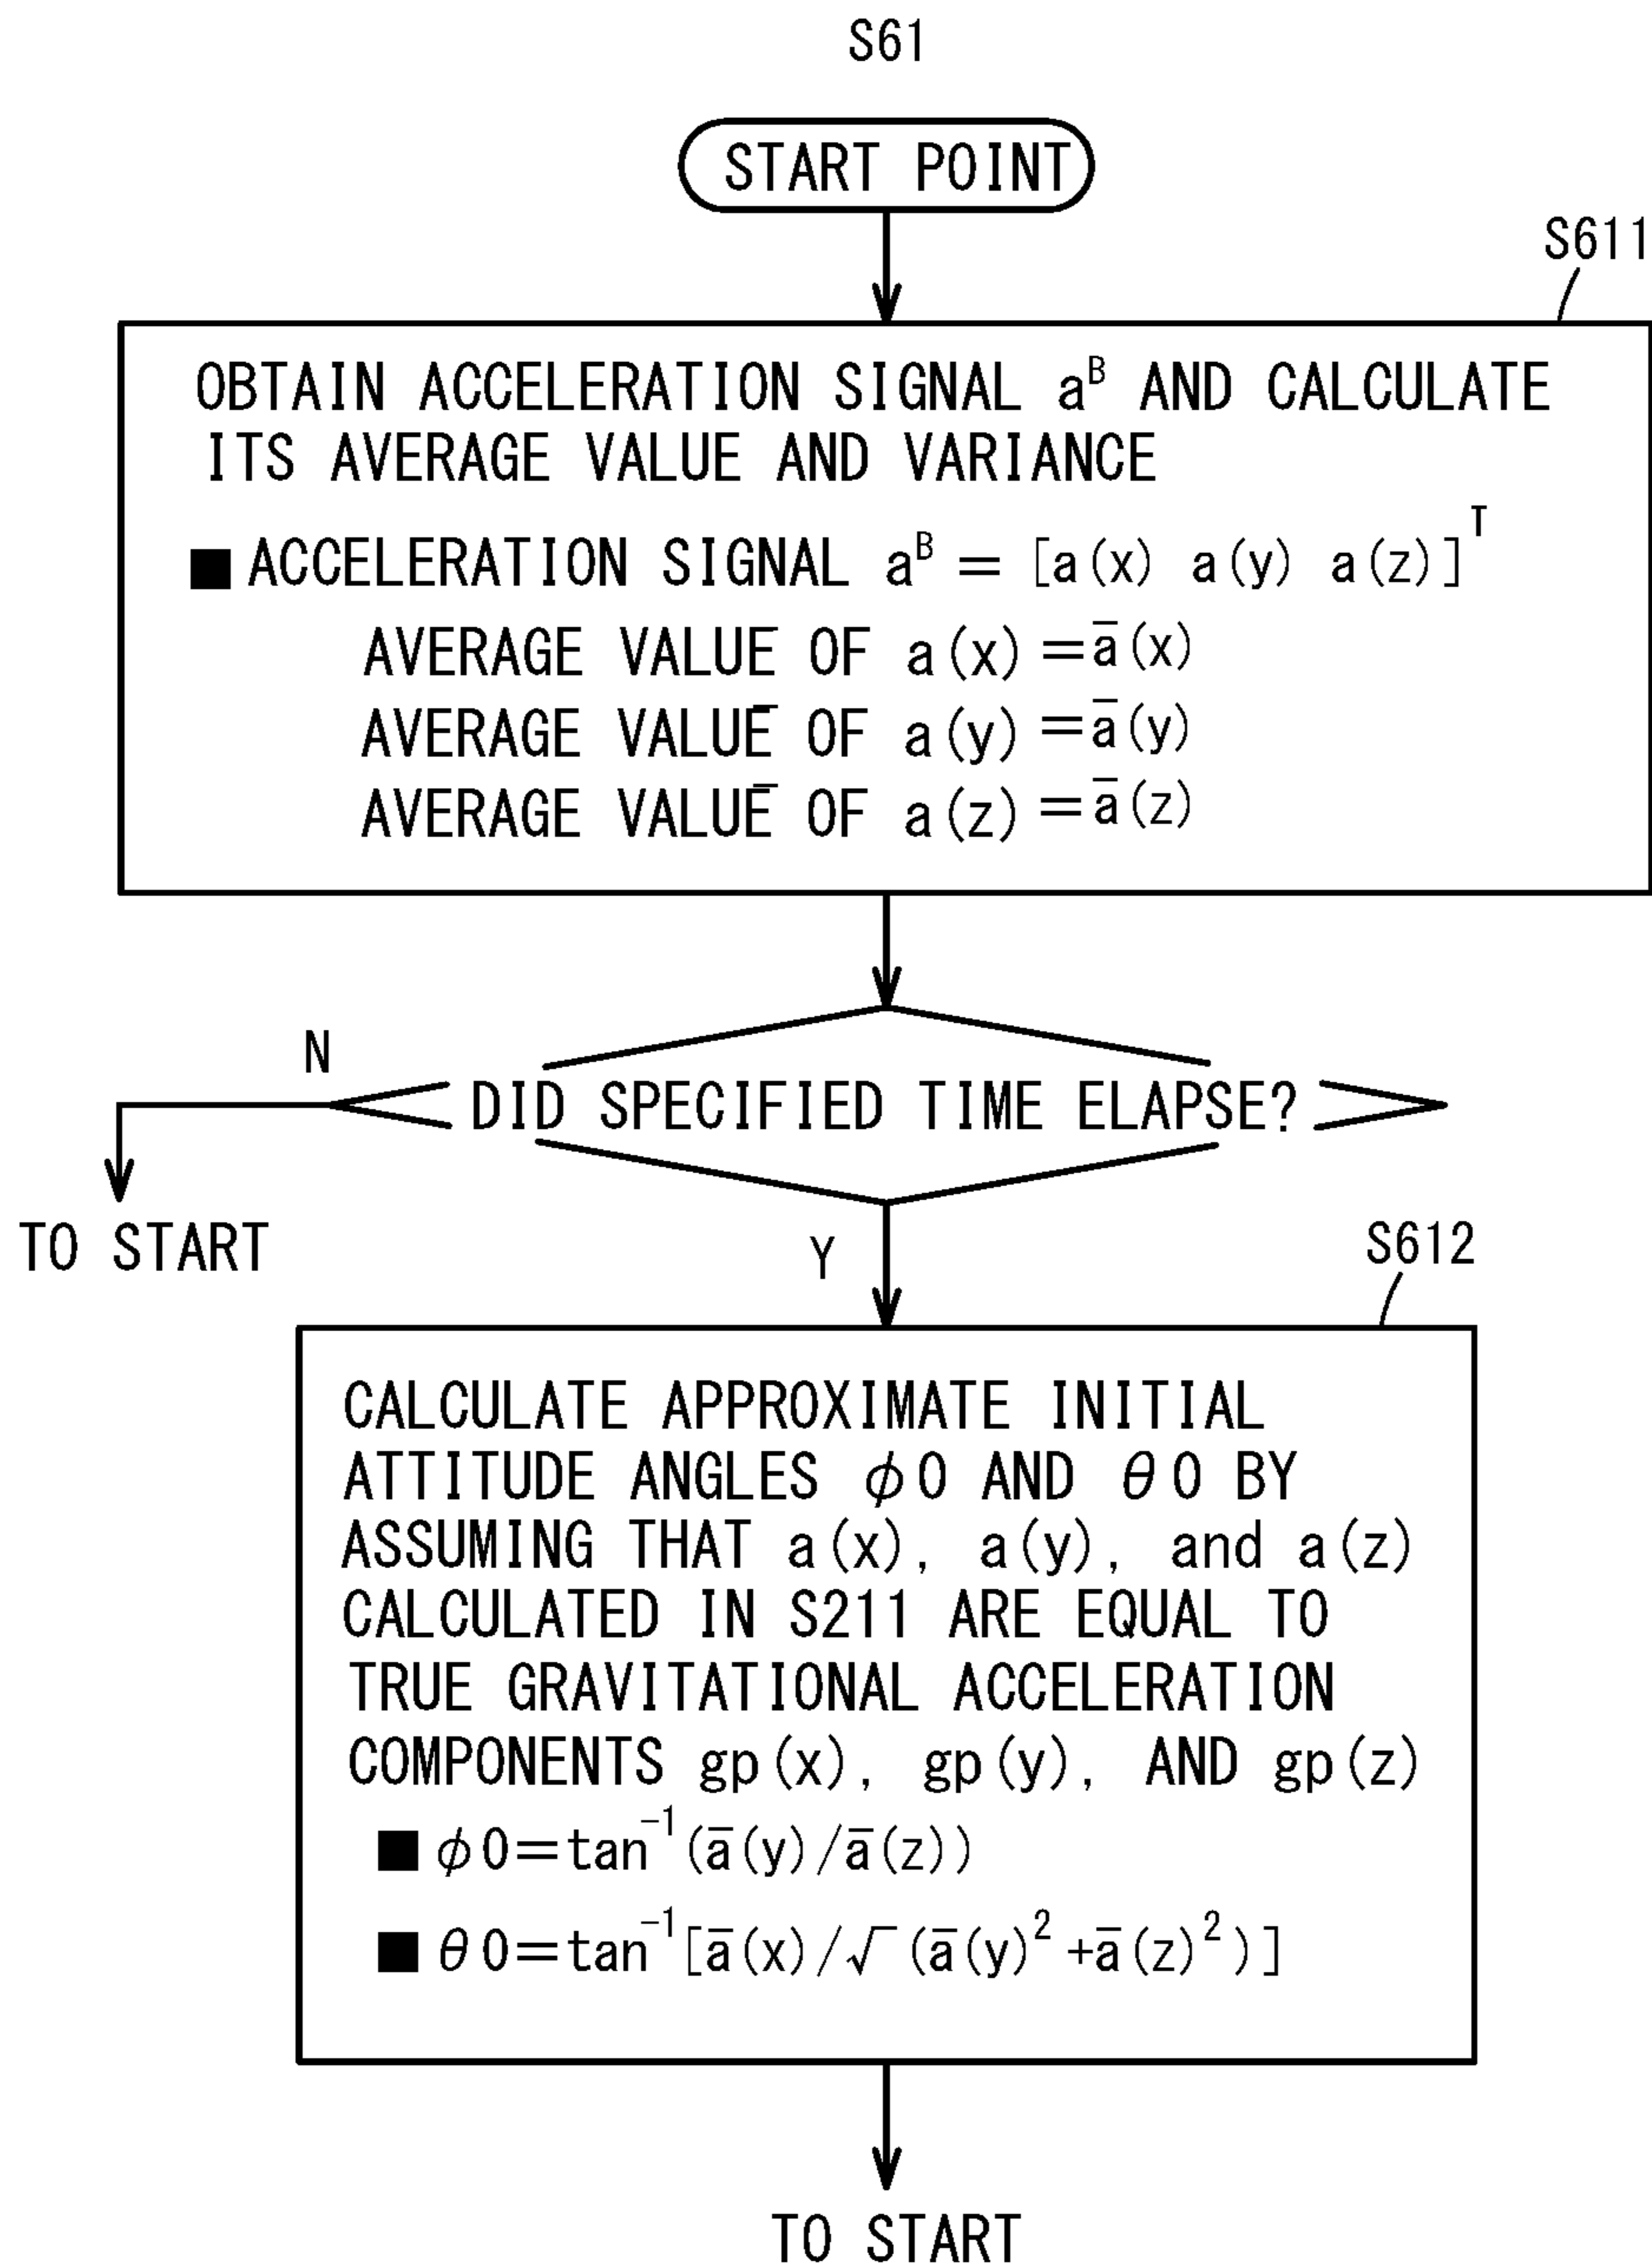 S61
START POINT
S611
OBTAIN ACCELERATION SIGNAL aᴮ AND CALCULATE
ITS AVERAGE VALUE AND VARIANCE
■ ACCELERATION SIGNAL aᴮ = [a(x) a(y) a(z)]ᵀ
AVERAGE VALUE OF a(x) = a̅(x)
AVERAGE VALUE OF a(y) = a̅(y)
AVERAGE VALUE OF a(z) = a̅(z)
N
DID SPECIFIED TIME ELAPSE?
TO START
Y
S612
CALCULATE APPROXIMATE INITIAL
ATTITUDE ANGLES φ0 AND θ0 BY
ASSUMING THAT a(x), a(y), and a(z)
CALCULATED IN S211 ARE EQUAL TO
TRUE GRAVITATIONAL ACCELERATION
COMPONENTS gp(x), gp(y), AND gp(z)
■ φ0=tan⁻¹(a̅(y)/a̅(z))
■ θ0=tan⁻¹[a̅(x)/√(a̅(y)²+a̅(z)²)]
TO START